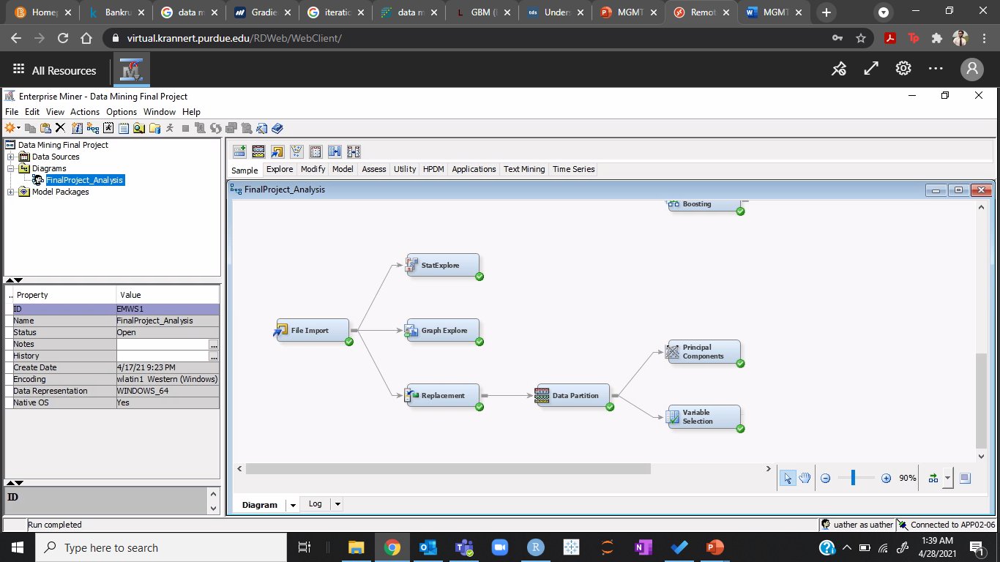 Homep
Bankru
data m
Gradie
iteratic
data m
GBM (
Unders
MGMT
Remot
MGMT
virtual.krannert.purdue.edu/RDWeb/WebClient/
All Resources
Enterprise Miner - Data Mining Final Project
File Edit View Actions Options Window Help
Data Mining Final Project
Data Sources
Diagrams
FinalProject_Analysis
Model Packages
Sample Explore Modify Model Assess Utility HPDM Applications Text Mining Time Series
FinalProject_Analysis
Boosting
StatExplore
File Import
Graph Explore
Principal
Components
Replacement
Data Partition
Variable
Selection
.. Property Value
ID EMWS1
Name FinalProject_Analysis
Status Open
Notes ...
History ...
Create Date 4/17/21 9:23 PM
Encoding wlatin1 Western (Windows)
Data Representation WINDOWS_64
Native OS Yes
90%
ID
Diagram Log
Run completed
uather as uather
Connected to APP02-06
Type here to search
1:39 AM
4/28/2021
1